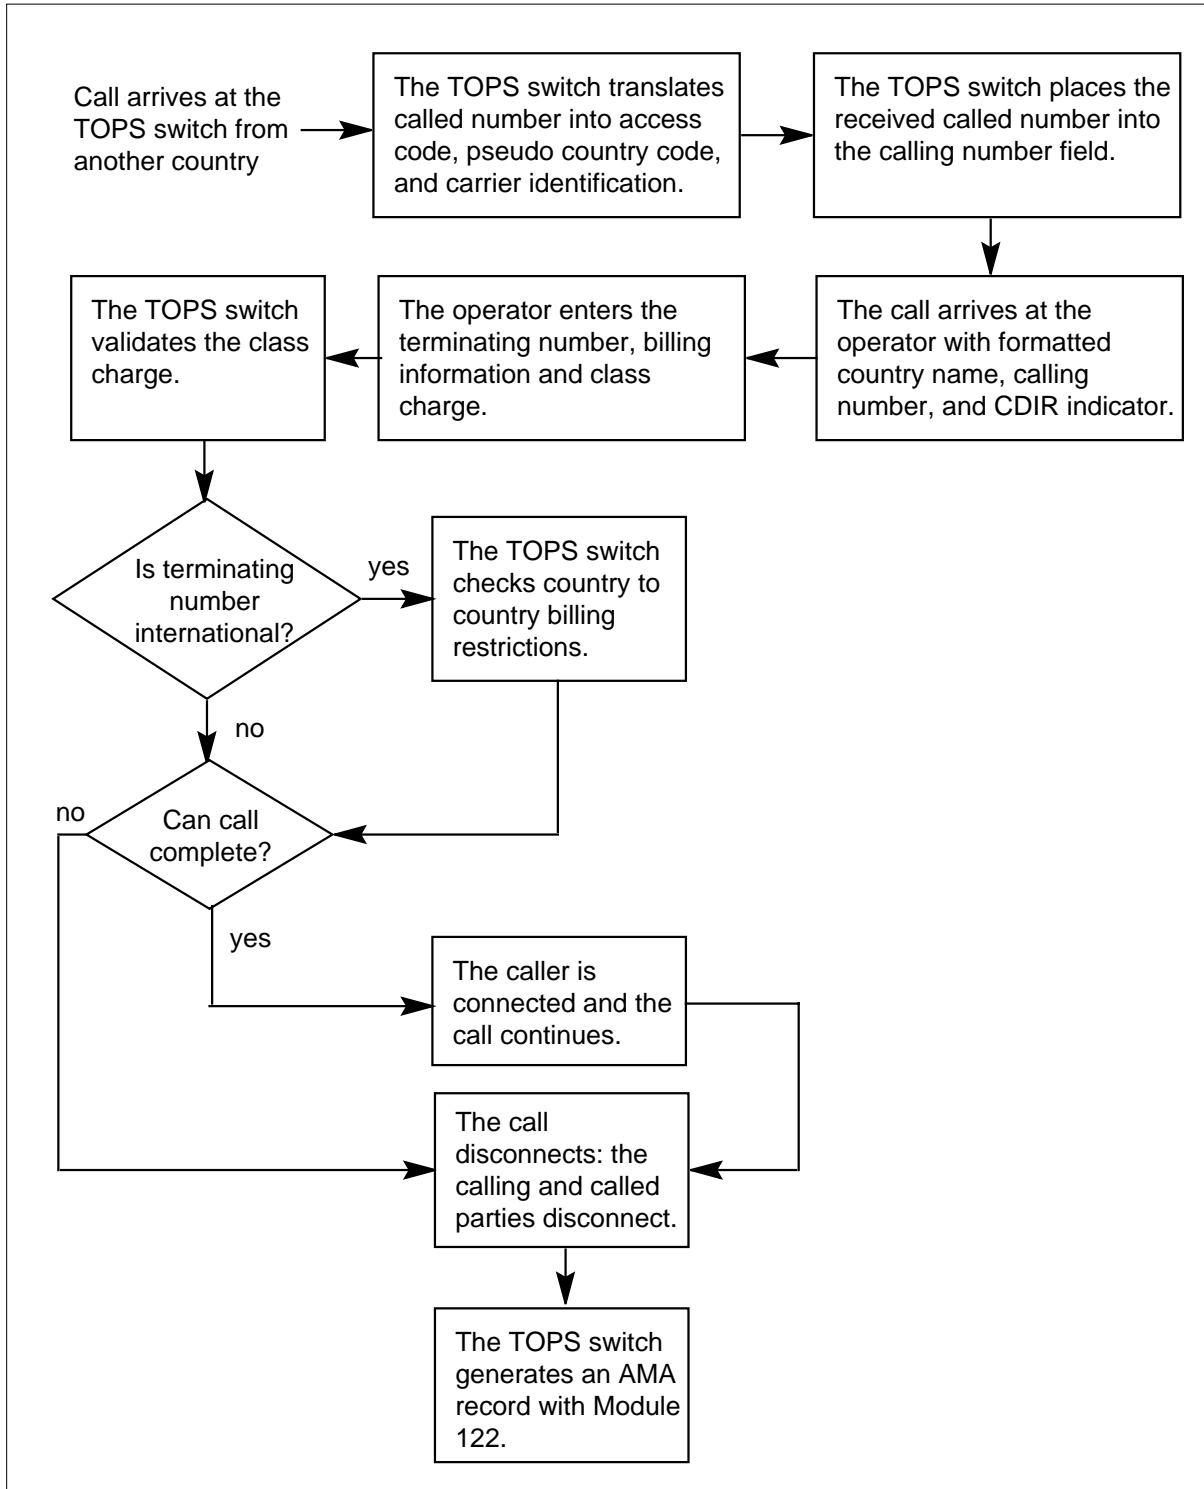 Call arrives at the
TOPS switch from
another country
The TOPS switch translates
called number into access
code, pseudo country code,
and carrier identification.
The TOPS switch places the
received called number into
the calling number field.
The call arrives at the
operator with formatted
country name, calling
number, and CDIR indicator.
The operator enters the
terminating number, billing
information and class
charge.
The TOPS switch
validates the class
charge.
Is terminating
number
international?
yes
The TOPS switch
checks country to
country billing
restrictions.
no
Can call
complete?
no
yes
The caller is
connected and the
call continues.
The call
disconnects: the
calling and called
parties disconnect.
The TOPS switch
generates an AMA
record with Module
122.